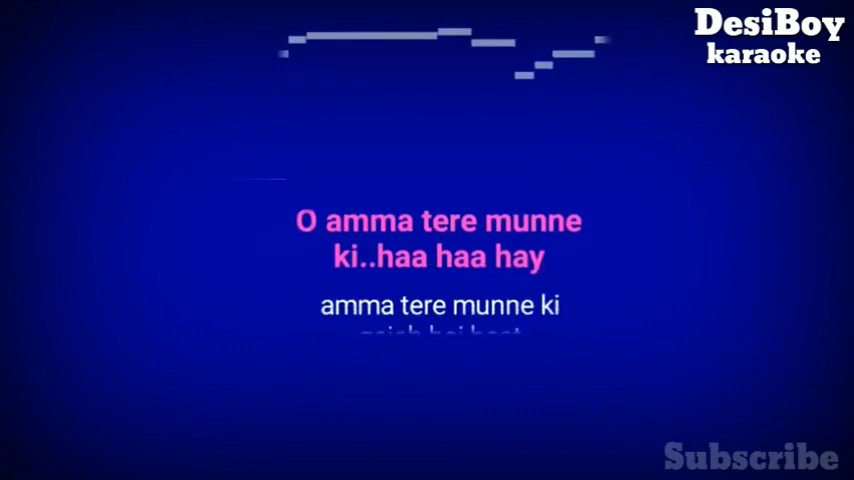 DesiBoy
karaoke
O amma tere munne
ki..haa haa hay
amma tere munne ki
Subscribe